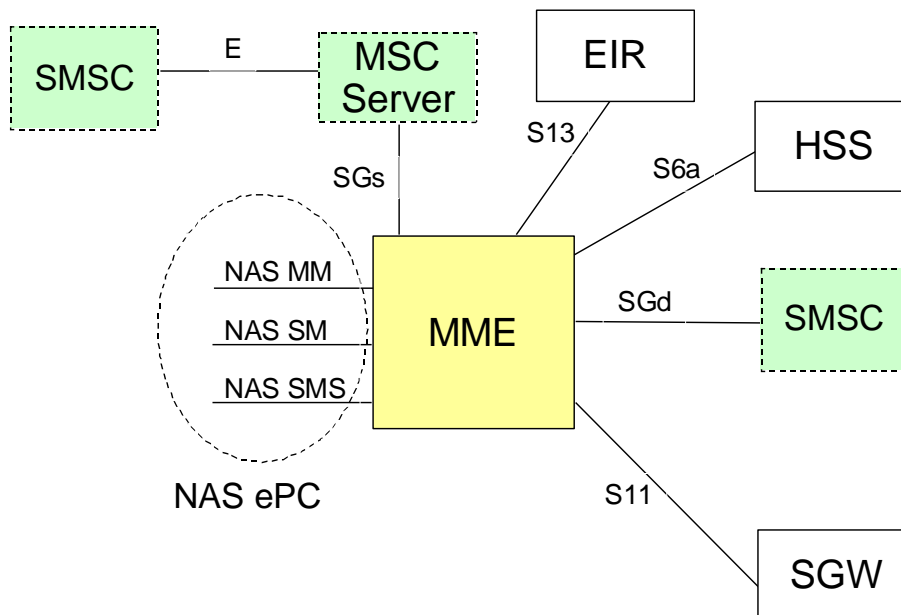 E
SMSC
MSC
Server
EIR
S13
HSS
S6a
SGs
NAS MM
NAS SM
NAS SMS
MME
SGd
SMSC
NAS ePC
S11
SGW